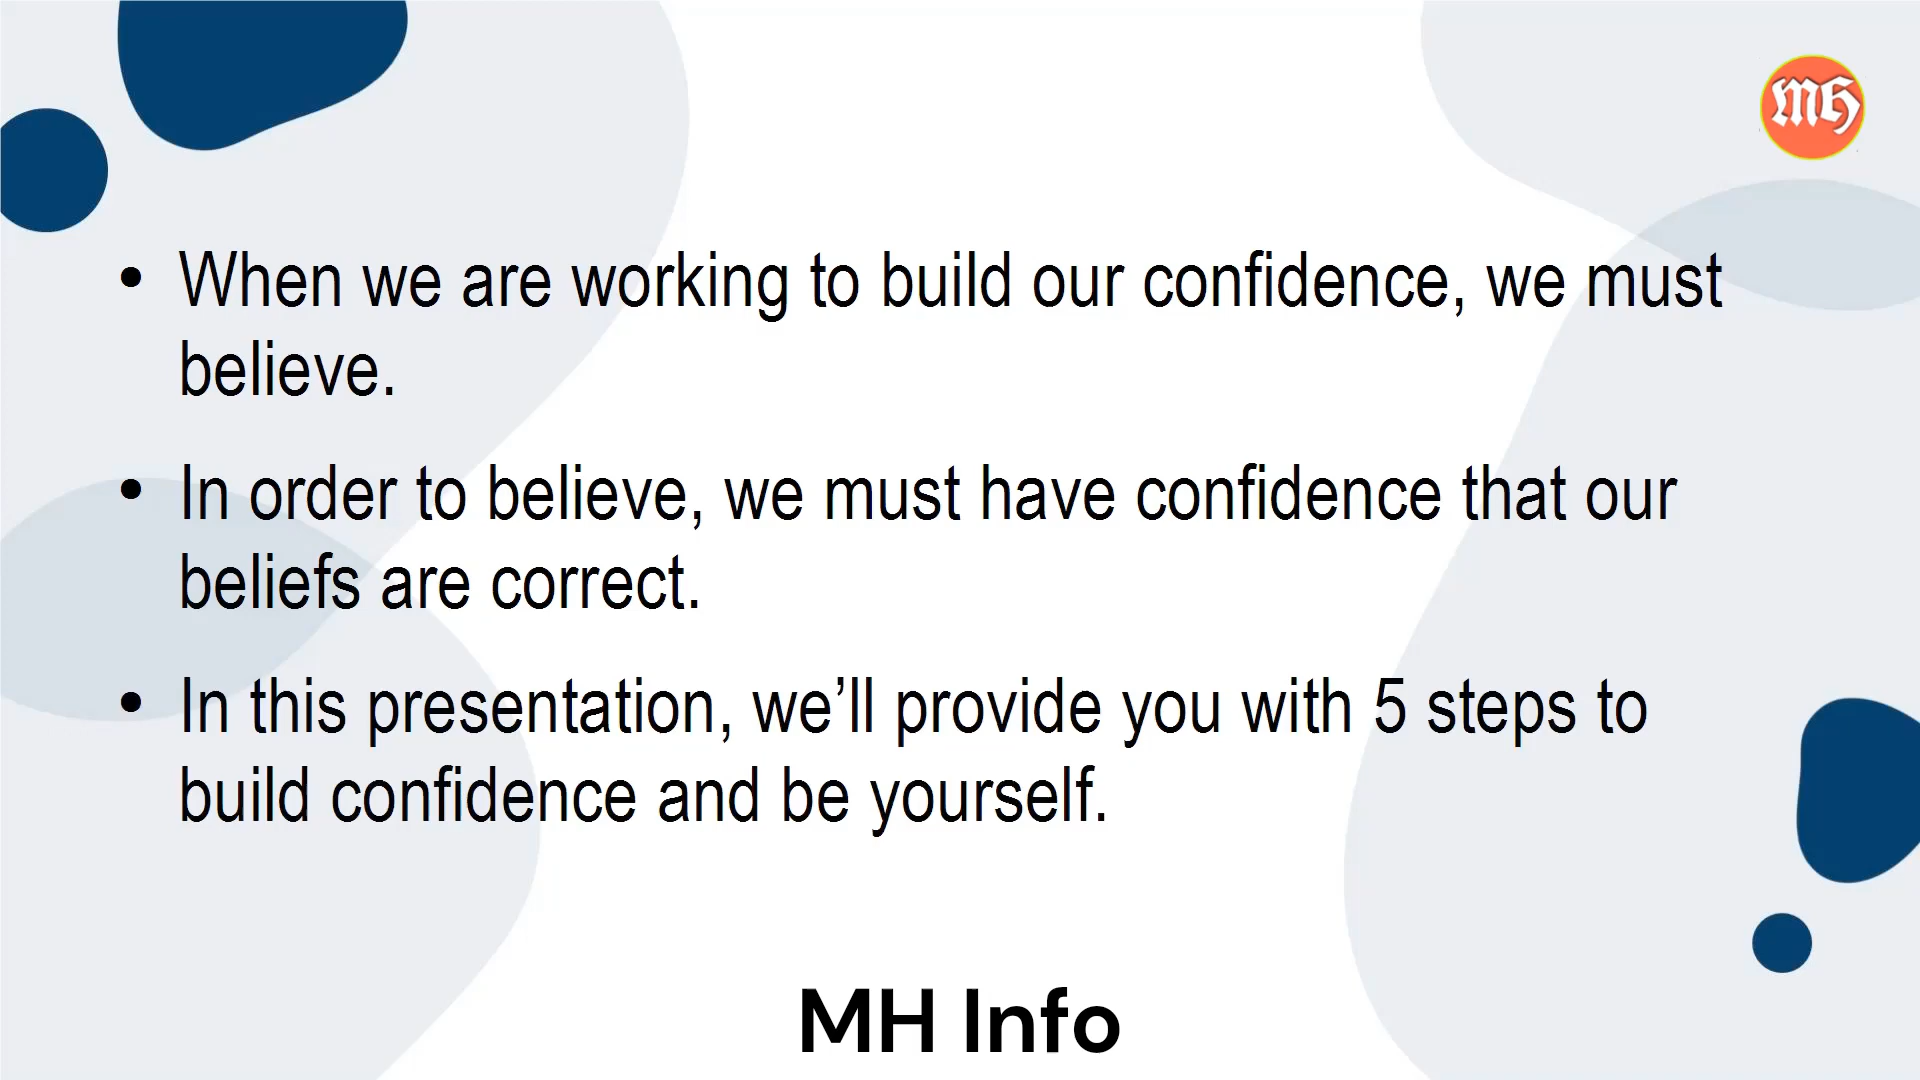 MH
• When we are working to build our confidence, we must
believe.
• In order to believe, we must have confidence that our
beliefs are correct.
• In this presentation, we’ll provide you with 5 steps to
build confidence and be yourself.
MH Info